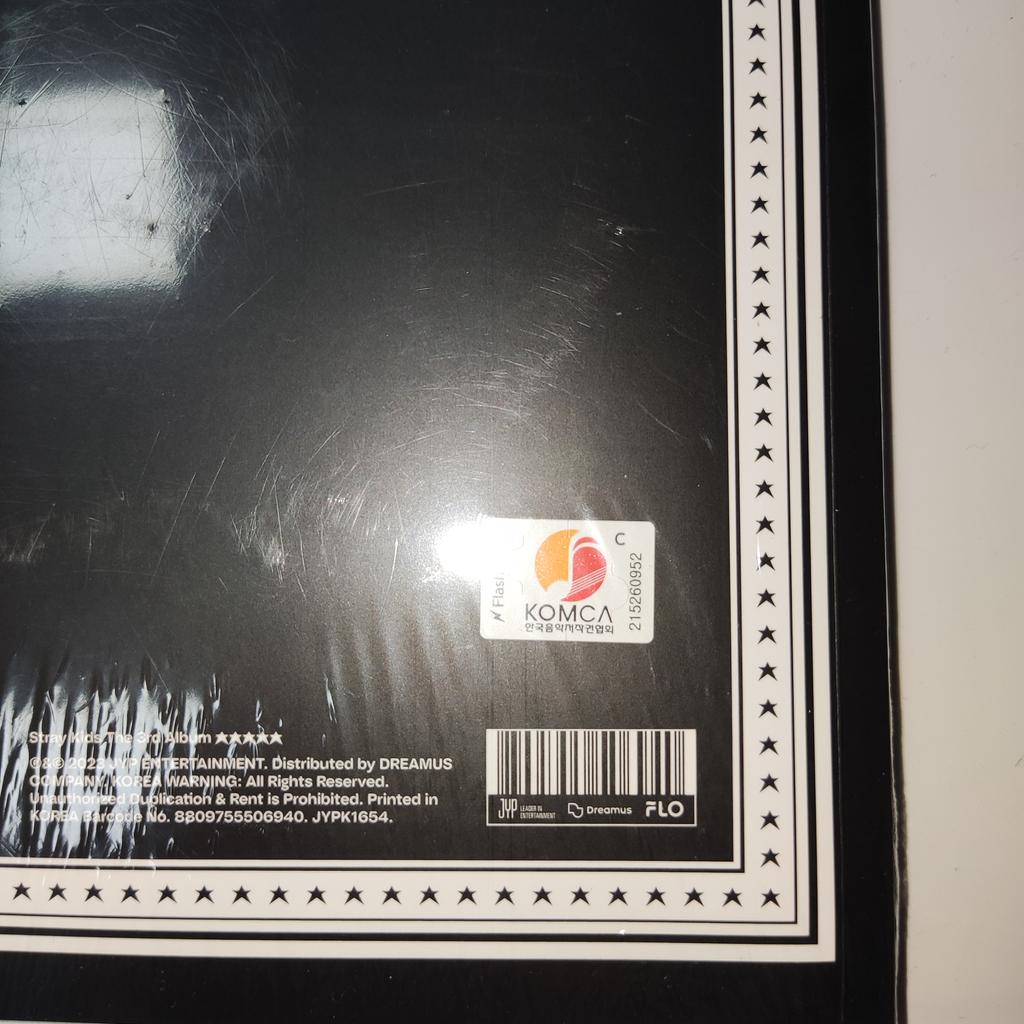 Flash
C
KOMCA
한국음악저작권협회
215260952
Stray Kids The 3rd Album ★★★★★
℗&© 2023 JYP ENTERTAINMENT. Distributed by DREAMUS
COMPANY, KOREA WARNING: All Rights Reserved.
Unauthorized Duplication & Rent is Prohibited. Printed in
KOREA Barcode No. 8809755506940. JYPK1654.
JYP LEADER IN
ENTERTAINMENT
Dreamus
FLO